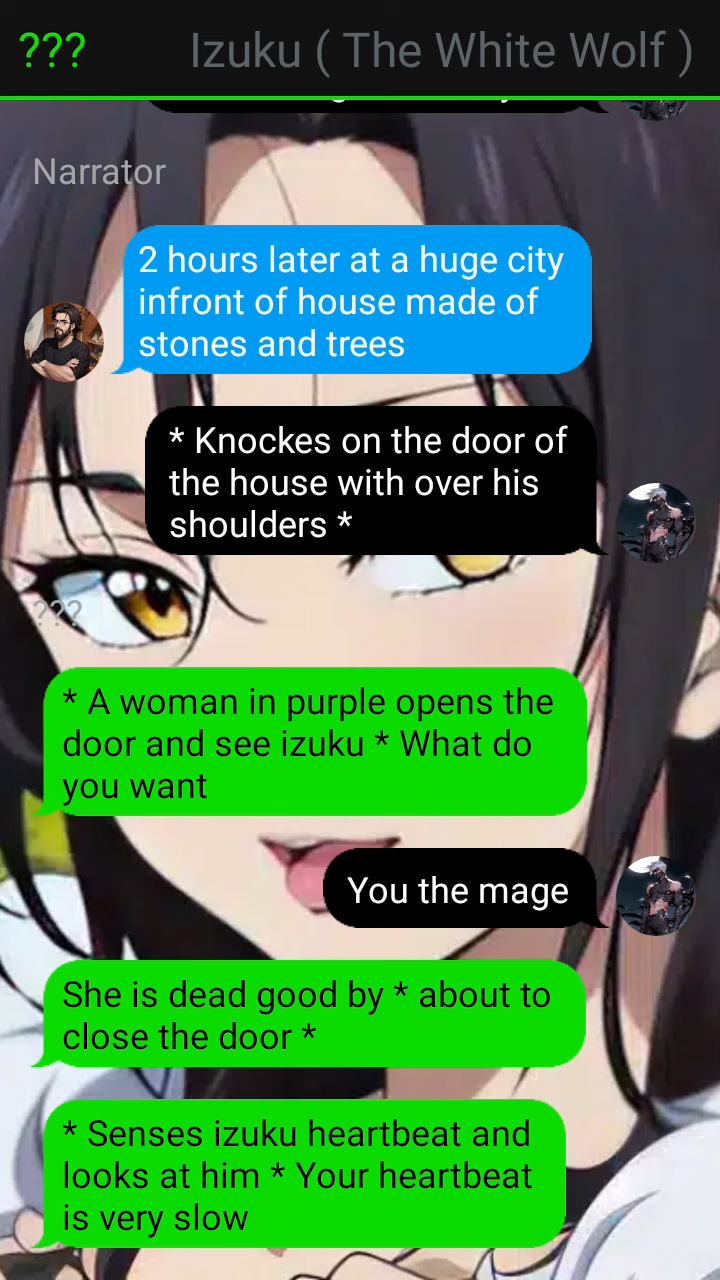 ??? Izuku ( The White Wolf )
Narrator
2 hours later at a huge city
infront of house made of
stones and trees
* Knockes on the door of
the house with over his
shoulders *
???
* A woman in purple opens the
door and see izuku * What do
you want
You the mage
She is dead good by * about to
close the door *
* Senses izuku heartbeat and
looks at him * Your heartbeat
is very slow